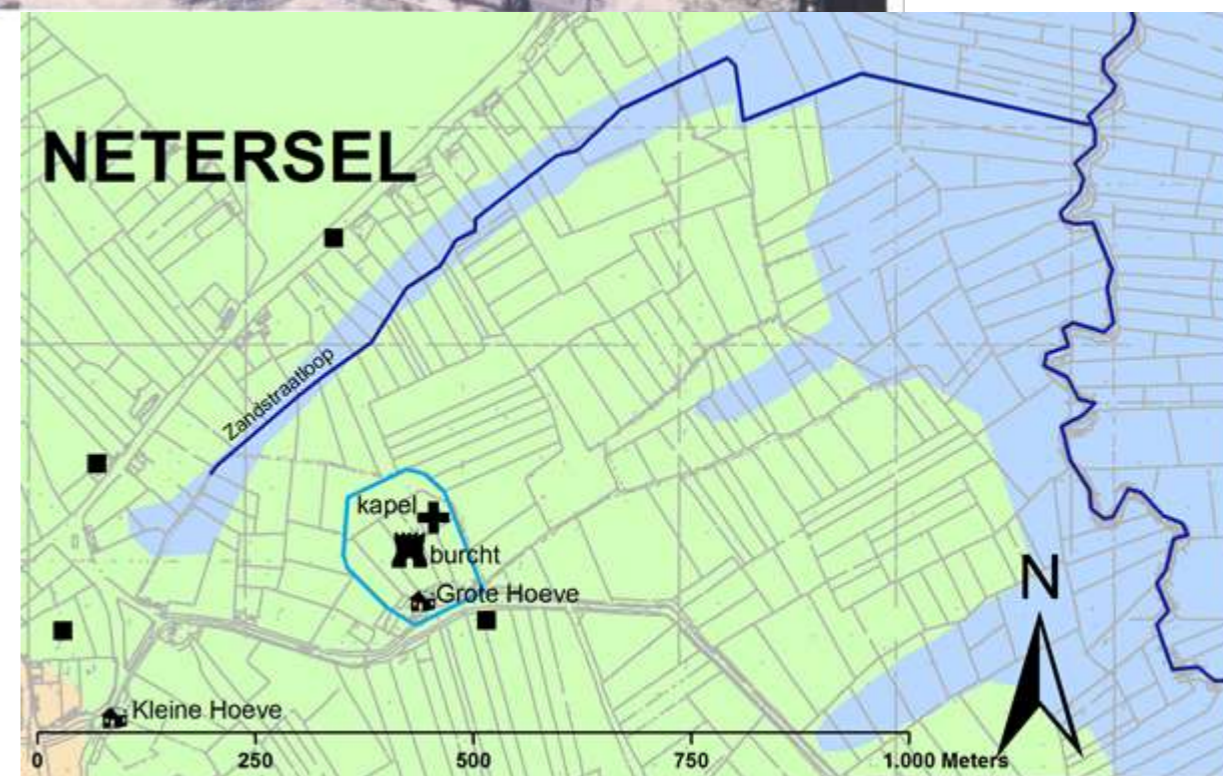 NETERSEL
Zandstraatloop
kapel
burcht
Grote Hoeve
N
Kleine Hoeve
0 250 500 750 1.000 Meters